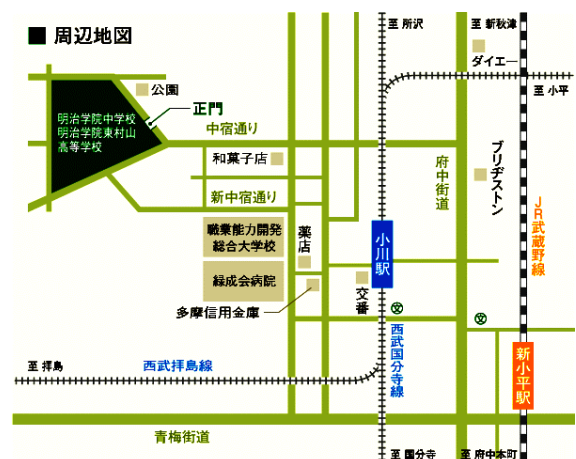 ■ 周辺地図
至 所沢
至 新秋津
ダイエー
至 小平
公園
正門
明治学院中学校
明治学院東村山
高等学校
中宿通り
和菓子店
府中街道
ブリヂストン
新中宿通り
JR武蔵野線
職業能力開発
総合大学校
薬店
小川駅
緑成会病院
交番
多摩信用金庫
文
文
西武国分寺線
新小平駅
至 拝島
西武拝島線
青梅街道
至 国分寺
至 府中本町